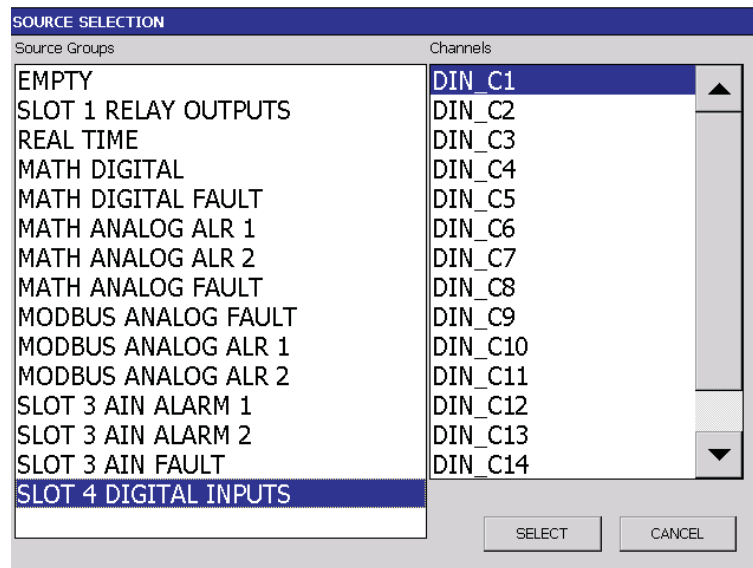 SOURCE SELECTION
Source Groups
EMPTY
SLOT 1 RELAY OUTPUTS
REAL TIME
MATH DIGITAL
MATH DIGITAL FAULT
MATH ANALOG ALR 1
MATH ANALOG ALR 2
MATH ANALOG FAULT
MODBUS ANALOG FAULT
MODBUS ANALOG ALR 1
MODBUS ANALOG ALR 2
SLOT 3 AIN ALARM 1
SLOT 3 AIN ALARM 2
SLOT 3 AIN FAULT
SLOT 4 DIGITAL INPUTS
Channels
DIN_C1
DIN_C2
DIN_C3
DIN_C4
DIN_C5
DIN_C6
DIN_C7
DIN_C8
DIN_C9
DIN_C10
DIN_C11
DIN_C12
DIN_C13
DIN_C14
SELECT
CANCEL